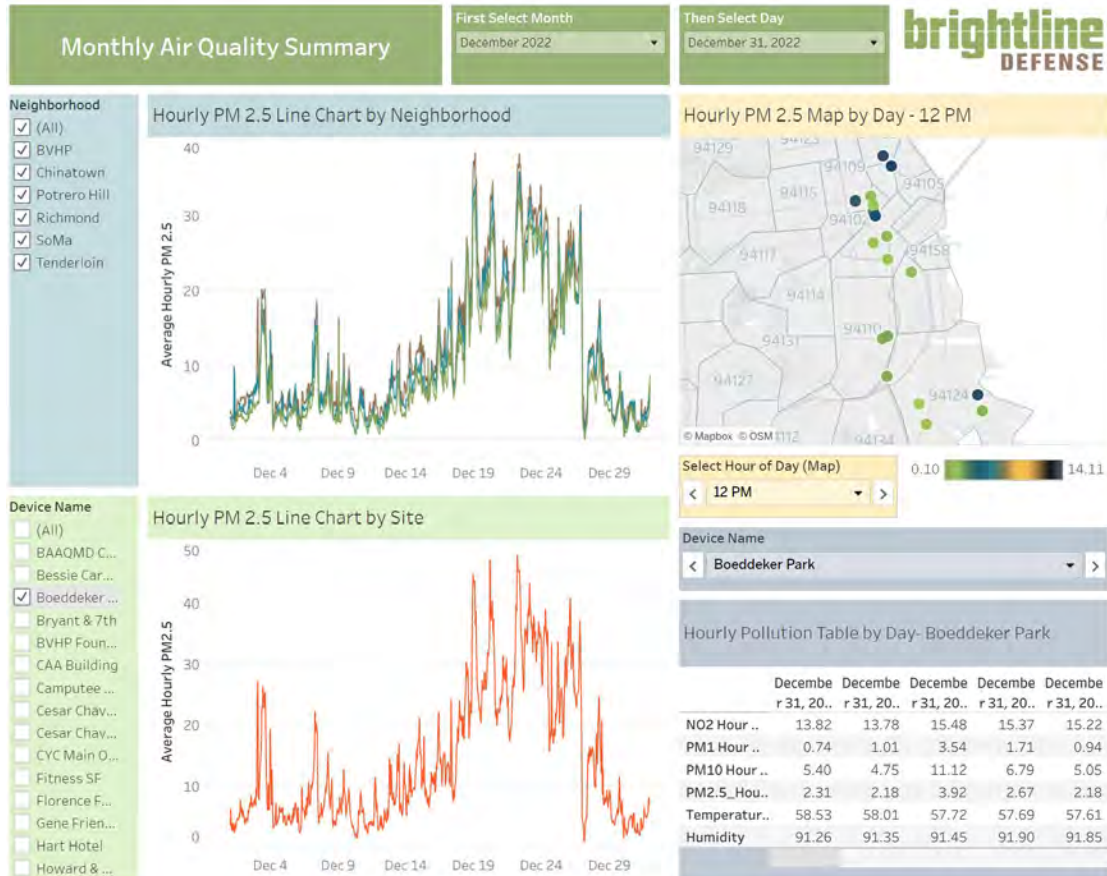 Monthly Air Quality Summary
First Select Month
December 2022
Then Select Day
December 31, 2022
brightline
DEFENSE
Neighborhood
(All)
BVHP
Chinatown
Potrero Hill
Richmond
SoMa
Tenderloin
Hourly PM 2.5 Line Chart by Neighborhood
Average Hourly PM 2.5
40
30
20
10
0
Dec 4 Dec 9 Dec 14 Dec 19 Dec 24 Dec 29
Hourly PM 2.5 Map by Day - 12 PM
94129
94109
94105
94115
94118
94102
94117
94158
94114
94110
94131
94127
94124
© Mapbox © OSM
94134
Select Hour of Day (Map)
< 12 PM >
0.10 14.11
Device Name
(All)
BAAQMD C...
Bessie Car...
Boeddeker ...
Bryant & 7th
BVHP Foun...
CAA Building
Camputee ...
Cesar Chav...
Cesar Chav...
CYC Main O...
Fitness SF
Florence F...
Gene Frien...
Hart Hotel
Howard & ...
Hourly PM 2.5 Line Chart by Site
Average Hourly PM2.5
50
40
30
20
10
0
Dec 4 Dec 9 Dec 14 Dec 19 Dec 24 Dec 29
Device Name
< Boeddeker Park >
Hourly Pollution Table by Day- Boeddeker Park
Decembe Decembe Decembe Decembe Decembe
r 31, 20.. r 31, 20.. r 31, 20.. r 31, 20.. r 31, 20..
NO2 Hour .. 13.82 13.78 15.48 15.37 15.22
PM1 Hour .. 0.74 1.01 3.54 1.71 0.94
PM10 Hour .. 5.40 4.75 11.12 6.79 5.05
PM2.5_Hou.. 2.31 2.18 3.92 2.67 2.18
Temperatur.. 58.53 58.01 57.72 57.69 57.61
Humidity 91.26 91.35 91.45 91.90 91.85